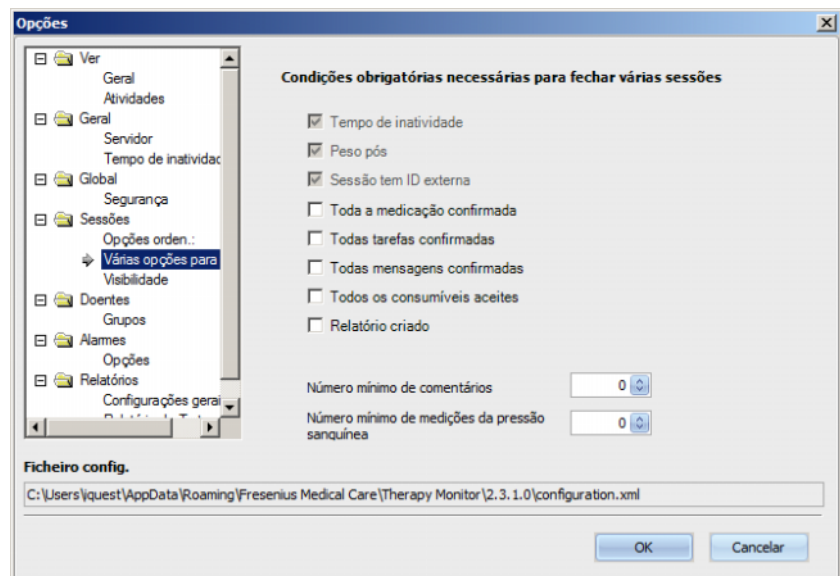 Opções
Ver
Geral
Atividades
Geral
Servidor
Tempo de inatividac
Global
Segurança
Sessões
Opções orden.:
Várias opções para
Visibilidade
Doentes
Grupos
Alarmes
Opções
Relatórios
Configurações gerai
Condições obrigatórias necessárias para fechar várias sessões
Tempo de inatividade
Peso pós
Sessão tem ID externa
Toda a medicação confirmada
Todas tarefas confirmadas
Todas mensagens confirmadas
Todos os consumíveis aceites
Relatório criado
Número mínimo de comentários 0
Número mínimo de medições da pressão
sanguínea 0
Ficheiro config.
C:\Users\iquest\AppData\Roaming\Fresenius Medical Care\Therapy Monitor\2.3.1.0\configuration.xml
OK Cancelar